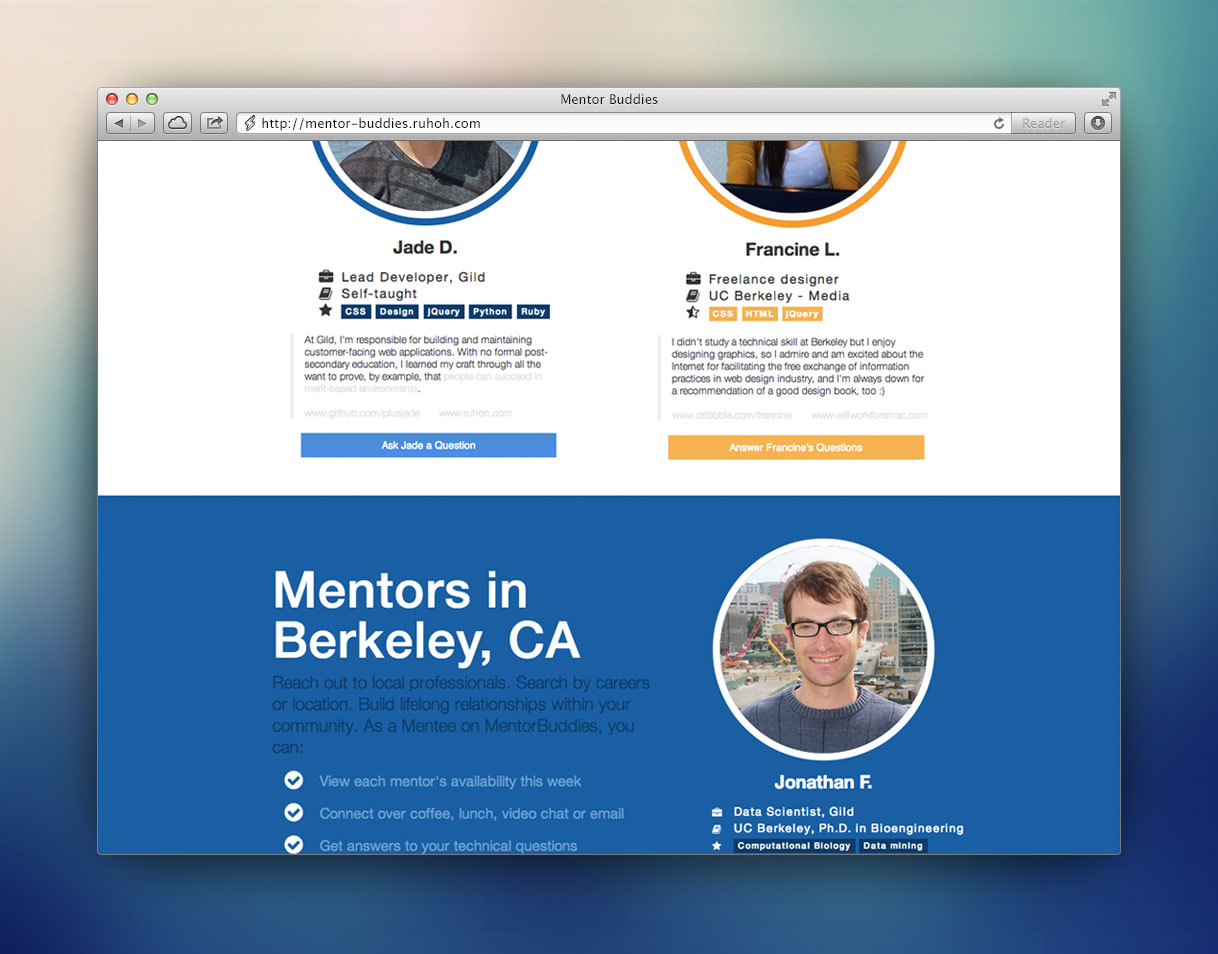 Mentor Buddies
http://mentor-buddies.ruhoh.com
Reader
Jade D.
Lead Developer, Gild
Self-taught
CSS Design jQuery Python Ruby
At Gild, I'm responsible for building and maintaining
customer-facing web applications. With no formal post-
secondary education, I learned my craft through all the
want to prove, by example, that people can succeed in
merit-based environments.
www.github.com/plusjade www.ruhoh.com
Ask Jade a Question
Francine L.
Freelance designer
UC Berkeley - Media
CSS HTML jQuery
I didn't study a technical skill at Berkeley but I enjoy
designing graphics, so I admire and am excited about the
Internet for facilitating the free exchange of information
practices in web design industry, and I'm always down for
a recommendation of a good design book, too :)
www.dribbble.com/francine www.willworkforamac.com
Answer Francine's Questions
Mentors in
Berkeley, CA
Reach out to local professionals. Search by careers
or location. Build lifelong relationships within your
community. As a Mentee on MentorBuddies, you
can:
View each mentor's availability this week
Connect over coffee, lunch, video chat or email
Get answers to your technical questions
Jonathan F.
Data Scientist, Gild
UC Berkeley, Ph.D. in Bioengineering
Computational Biology Data mining